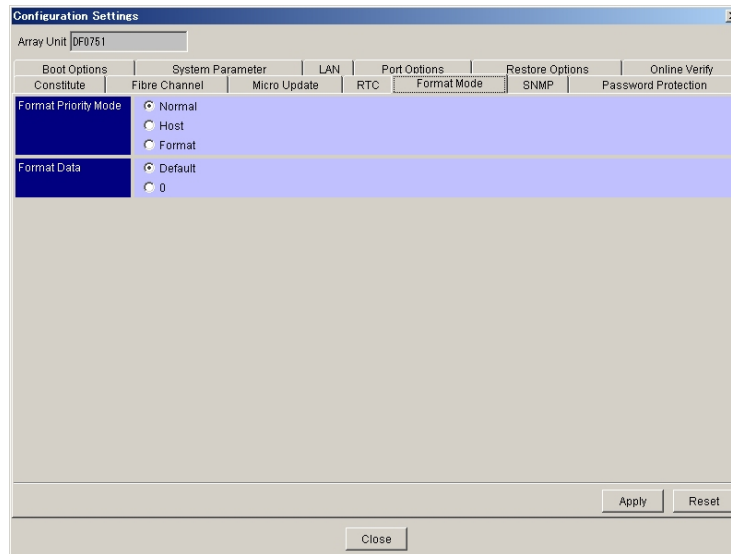 Configuration Settings
Array Unit DF0751
Boot Options System Parameter LAN Port Options Restore Options Online Verify
Constitute Fibre Channel Micro Update RTC Format Mode SNMP Password Protection
Format Priority Mode Normal
Host
Format
Format Data Default
0
Apply Reset
Close